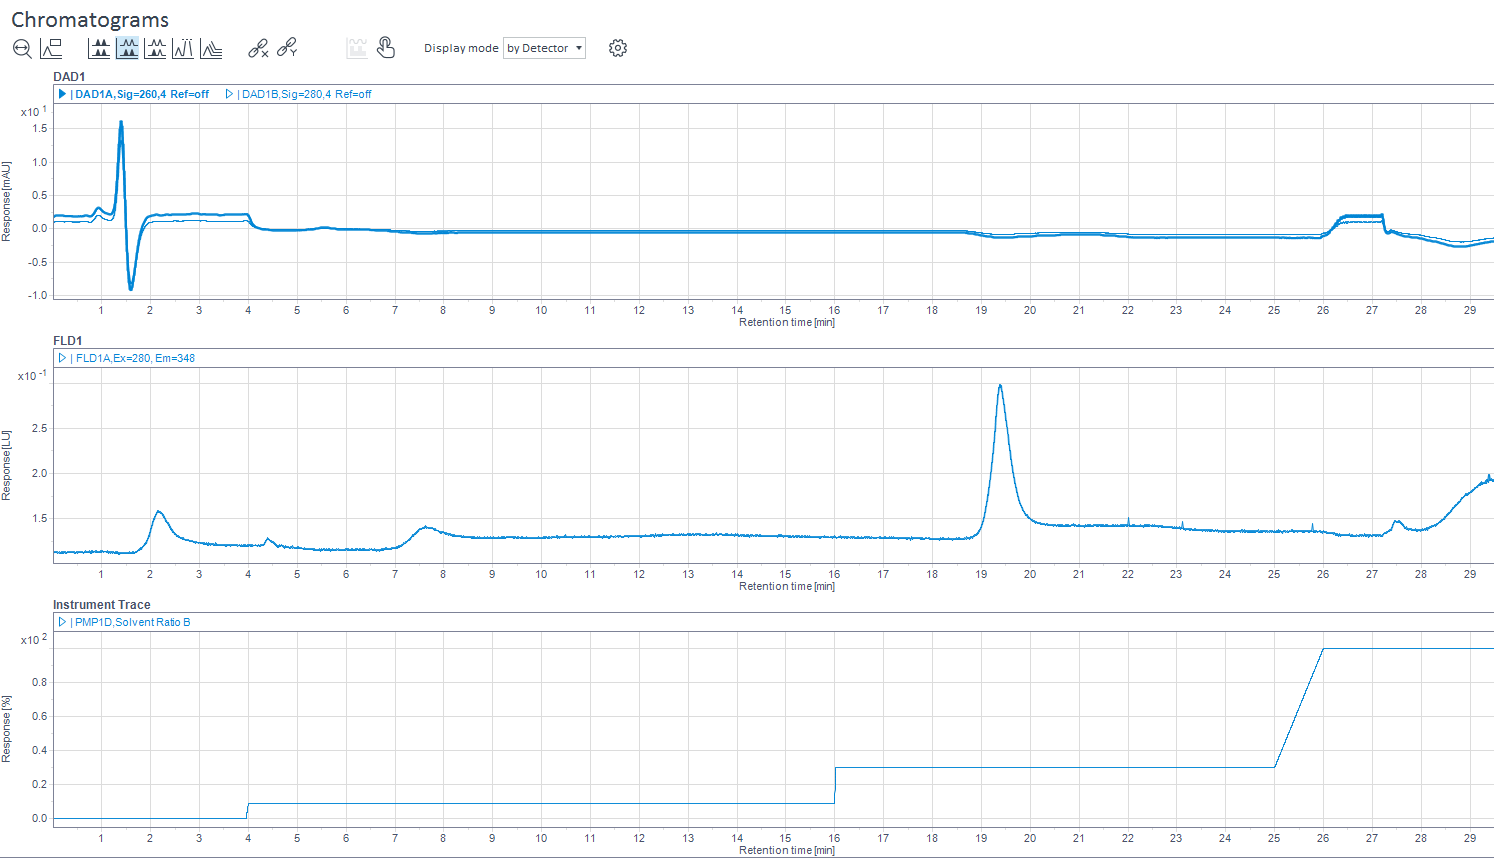 Chromatograms
Display mode by Detector
DAD1
| DAD1A,Sig=260,4 Ref=off | DAD1B,Sig=280,4 Ref=off
x10 1
1.5
1.0
0.5
0.0
-0.5
-1.0
Response [mAU]
1 2 3 4 5 6 7 8 9 10 11 12 13 14 15 16 17 18 19 20 21 22 23 24 25 26 27 28 29
Retention time [min]
FLD1
| FLD1A,Ex=280, Em=348
x10 -1
2.5
2.0
1.5
Response [LU]
1 2 3 4 5 6 7 8 9 10 11 12 13 14 15 16 17 18 19 20 21 22 23 24 25 26 27 28 29
Retention time [min]
Instrument Trace
| PMP1D,Solvent Ratio B
x10 2
0.8
0.6
0.4
0.2
0.0
Response [%]
1 2 3 4 5 6 7 8 9 10 11 12 13 14 15 16 17 18 19 20 21 22 23 24 25 26 27 28 29
Retention time [min]